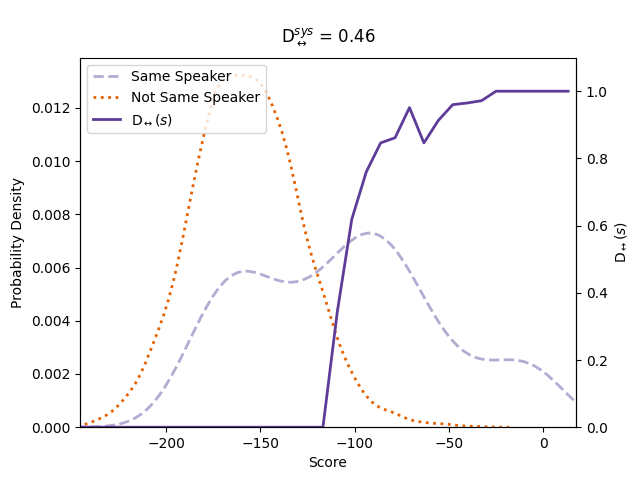 D↔sys = 0.46
Same Speaker
Not Same Speaker
D↔(s)
Probability Density
0.012
0.010
0.008
0.006
0.004
0.002
0.000
1.0
0.8
0.6
0.4
0.2
0.0
D↔(s)
−200
−150
−100
−50
0
Score